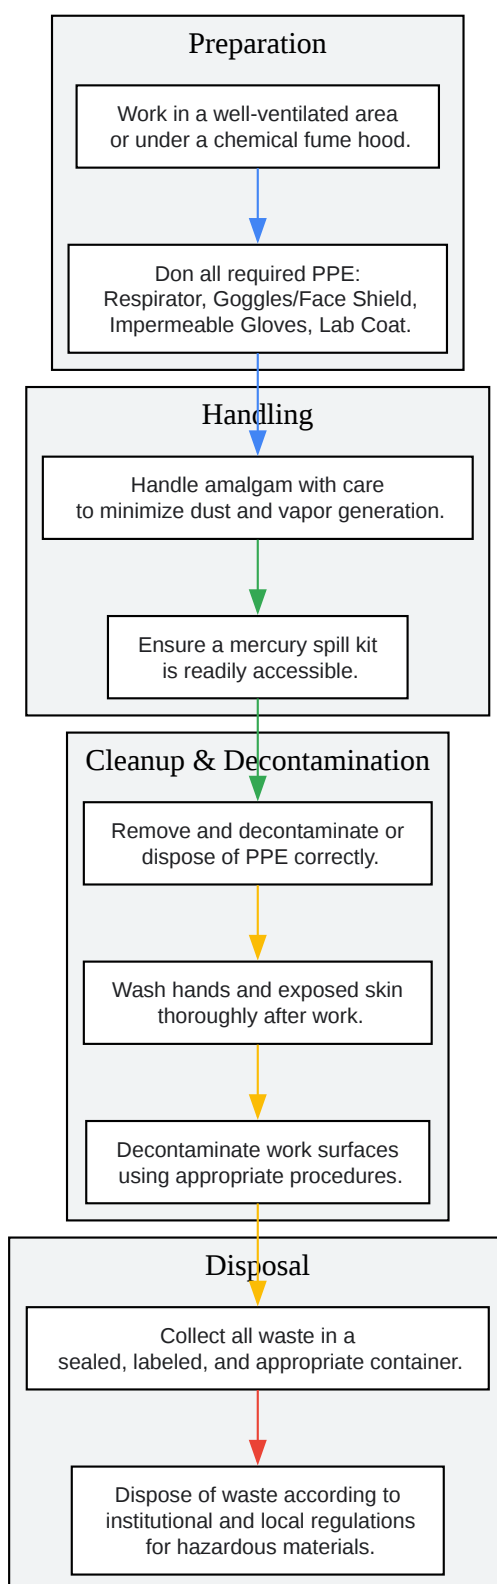 Preparation
Work in a well-ventilated area
or under a chemical fume hood.
Don all required PPE:
Respirator, Goggles/Face Shield,
Impermeable Gloves, Lab Coat.
Handling
Handle amalgam with care
to minimize dust and vapor generation.
Ensure a mercury spill kit
is readily accessible.
Cleanup & Decontamination
Remove and decontaminate or
dispose of PPE correctly.
Wash hands and exposed skin
thoroughly after work.
Decontaminate work surfaces
using appropriate procedures.
Disposal
Collect all waste in a
sealed, labeled, and appropriate container.
Dispose of waste according to
institutional and local regulations
for hazardous materials.